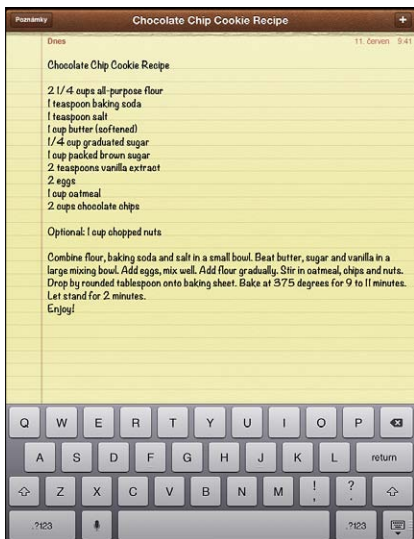 Poznámky
Chocolate Chip Cookie Recipe
+
Dnes
11. červen 9:41
Chocolate Chip Cookie Recipe
2 1/4 cups all-purpose flour
1 teaspoon baking soda
1 teaspoon salt
1 cup butter (softened)
1/4 cup graduated sugar
1 cup packed brown sugar
2 teaspoons vanilla extract
2 eggs
1 cup oatmeal
2 cups chocolate chips
Optional: 1 cup chopped nuts
Combine flour, baking soda and salt in a small bowl. Beat butter, sugar and vanilla in a
large mixing bowl. Add eggs, mix well. Add flour gradually. Stir in oatmeal, chips and nuts.
Drop by rounded tablespoon onto baking sheet. Bake at 375 degrees for 9 to 11 minutes.
Let stand for 2 minutes.
Enjoy!
Q W E R T Y U I O P
A S D F G H J K L return
Z X C V B N M ! , ? .
.?123 .?123